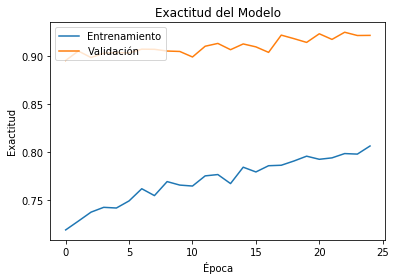 Exactitud del Modelo
Entrenamiento
Validación
Exactitud
0.90
0.85
0.80
0.75
0
5
10
15
20
25
Época